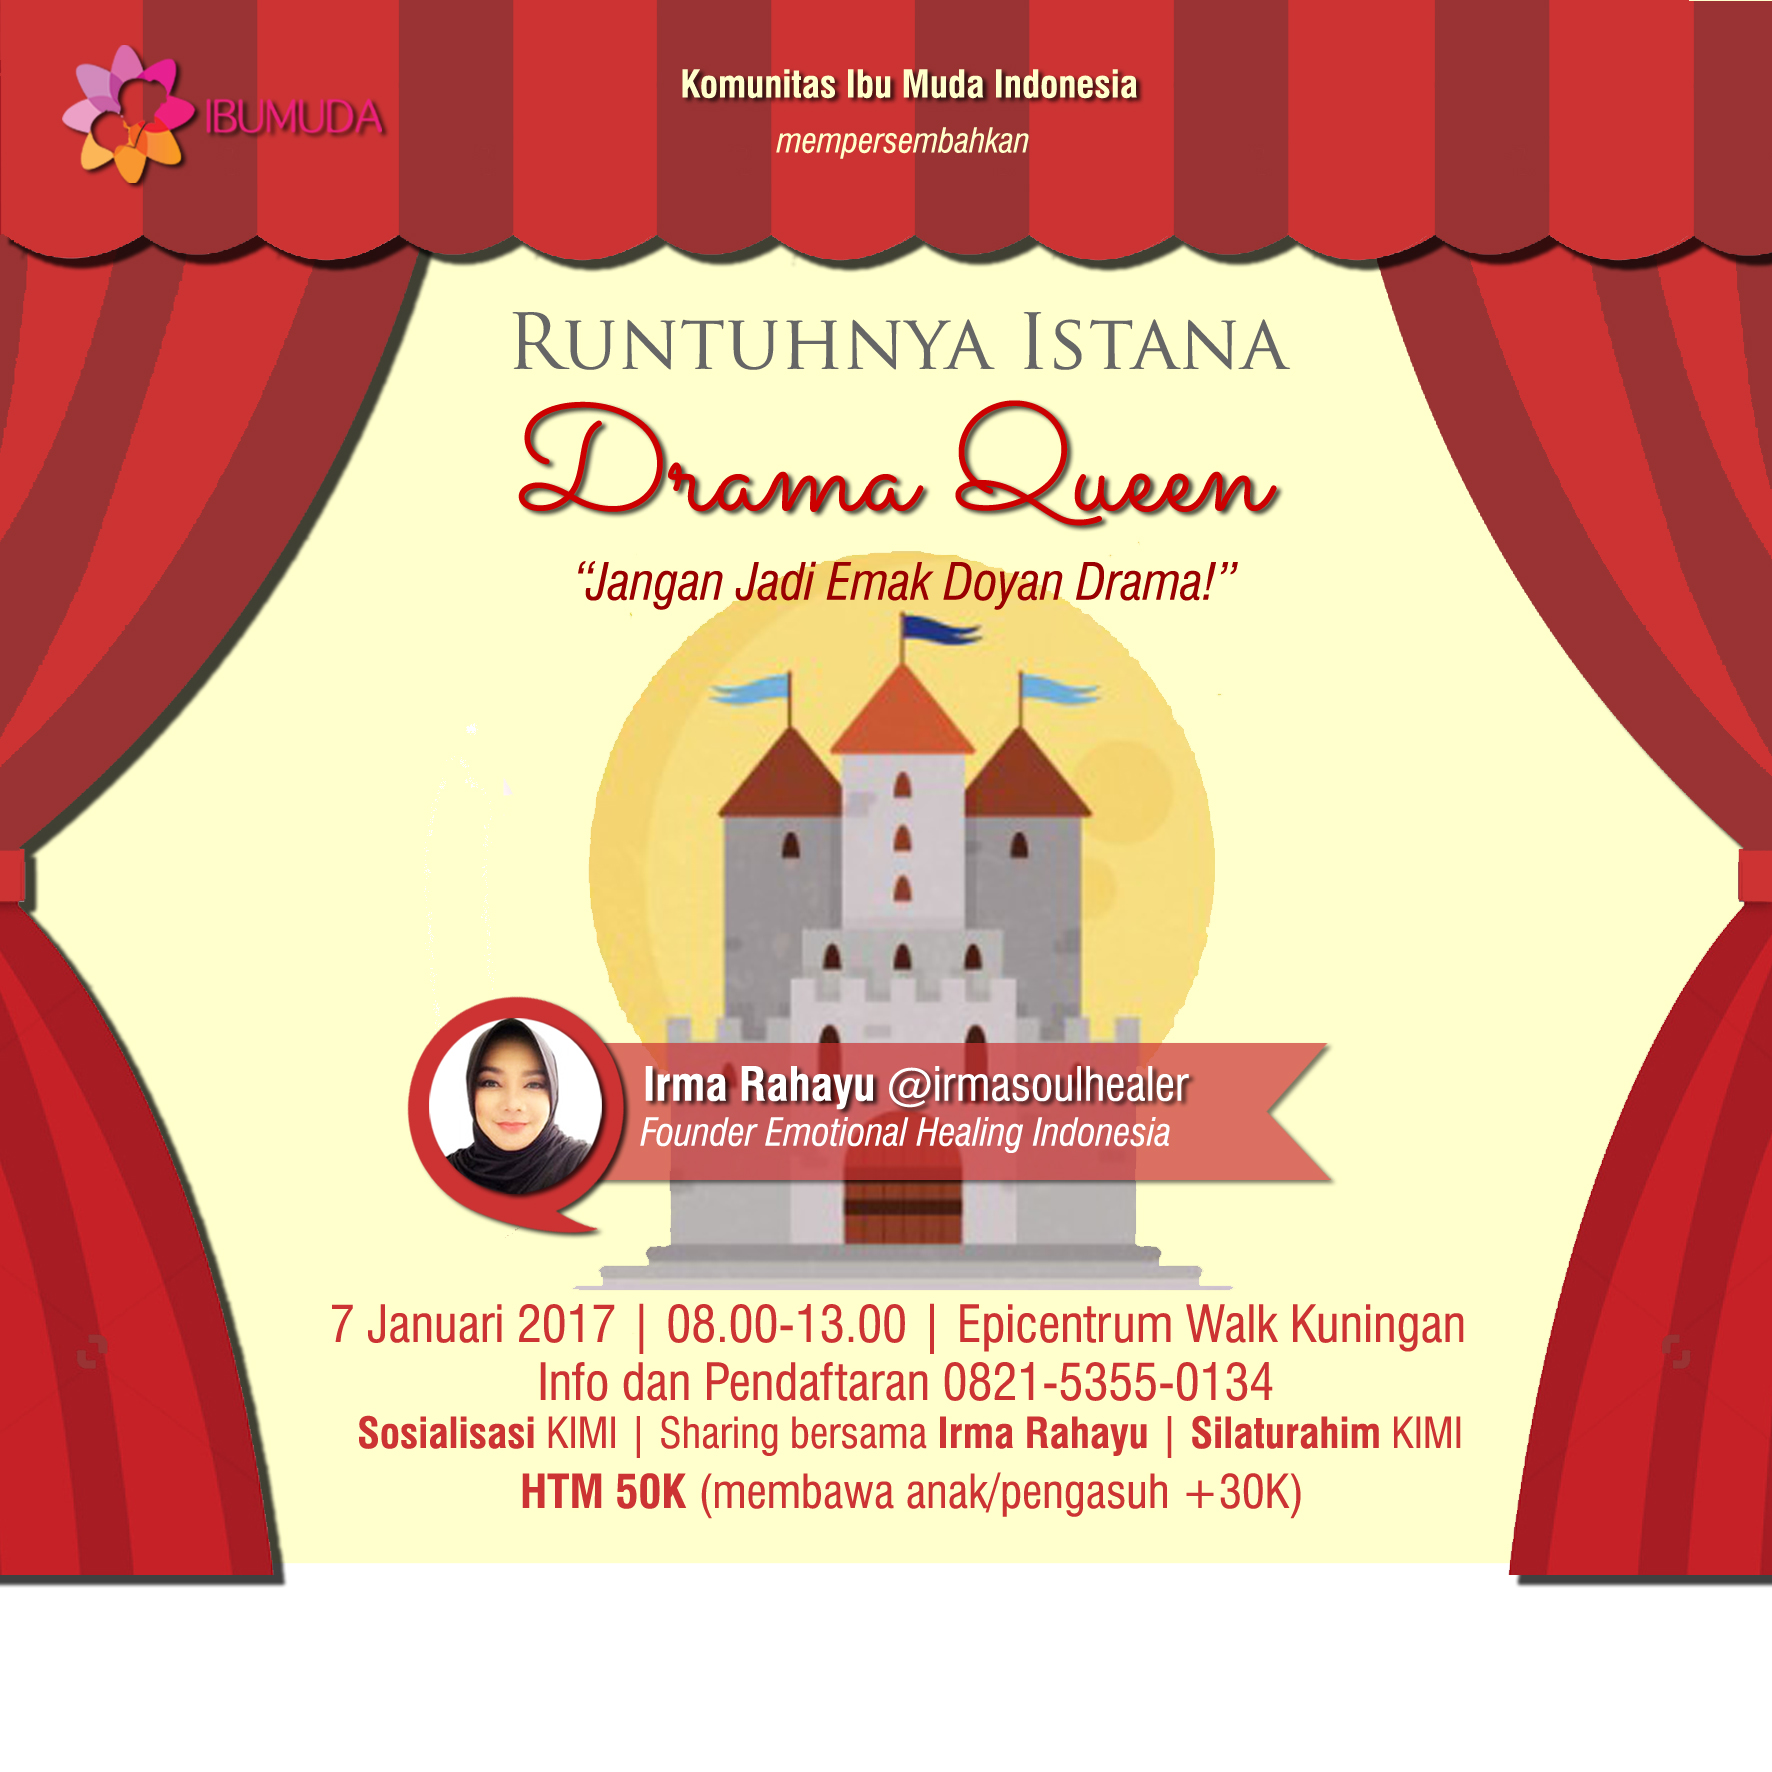 IBUMUDA
Komunitas Ibu Muda Indonesia
mempersembahkan
RUNTUHNYA ISTANA
Drama Queen
“Jangan Jadi Emak Doyan Drama!”
Irma Rahayu @irmasoulhealer
Founder Emotional Healing Indonesia
7 Januari 2017 | 08.00-13.00 | Epicentrum Walk Kuningan
Info dan Pendaftaran 0821-5355-0134
Sosialisasi KIMI | Sharing bersama Irma Rahayu | Silaturahim KIMI
HTM 50K (membawa anak/pengasuh +30K)